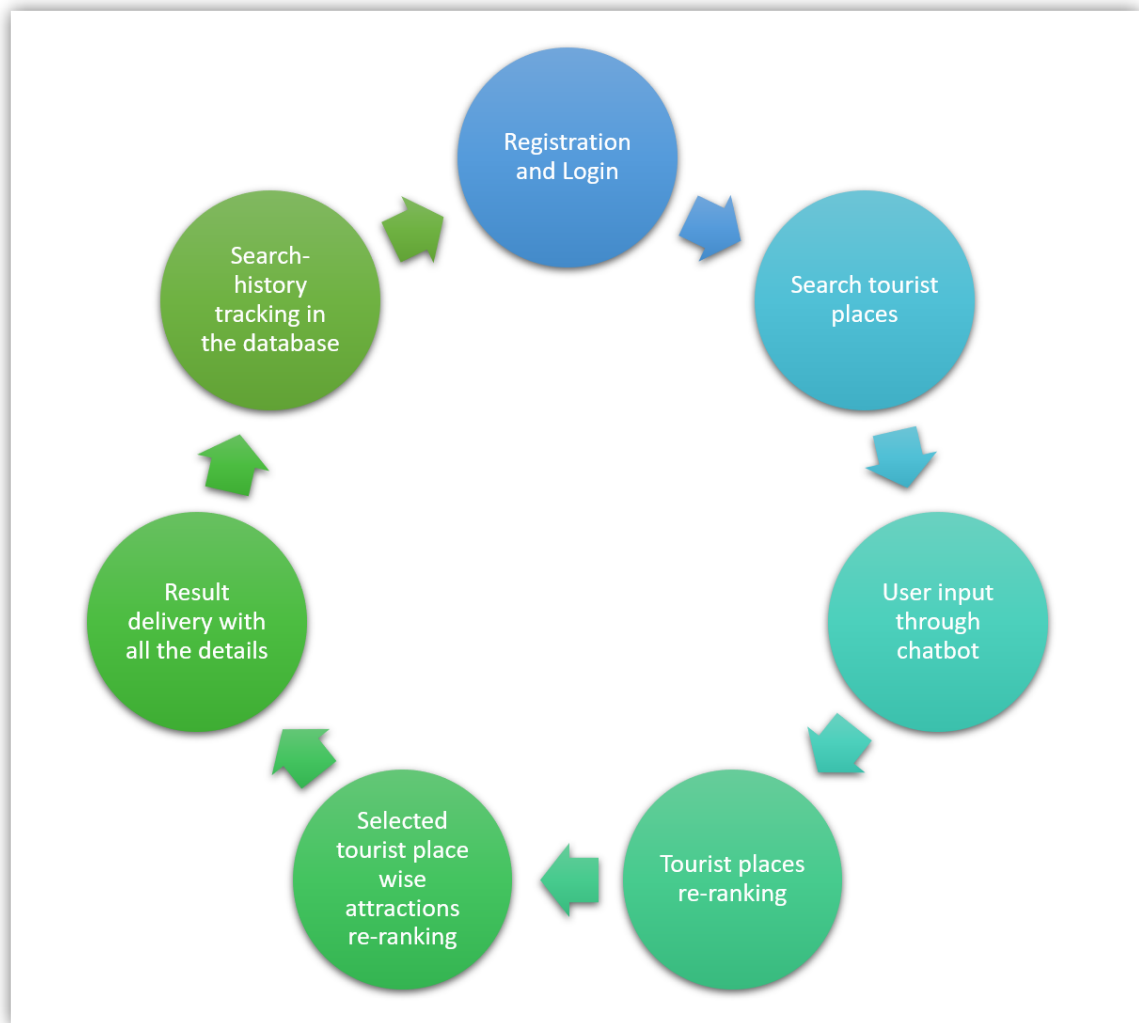 Registration
and Login
Search tourist
places
User input
through
chatbot
Tourist places
re-ranking
Selected
tourist place
wise
attractions
re-ranking
Result
delivery with
all the details
Search-
history
tracking in
the database